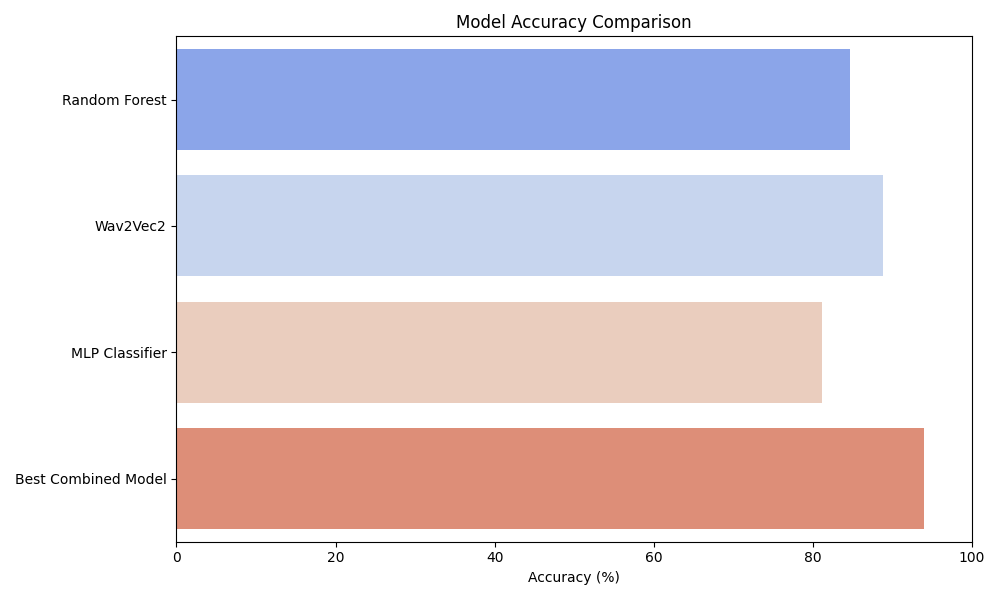 Model Accuracy Comparison
Random Forest
Wav2Vec2
MLP Classifier
Best Combined Model
0 20 40 60 80 100
Accuracy (%)